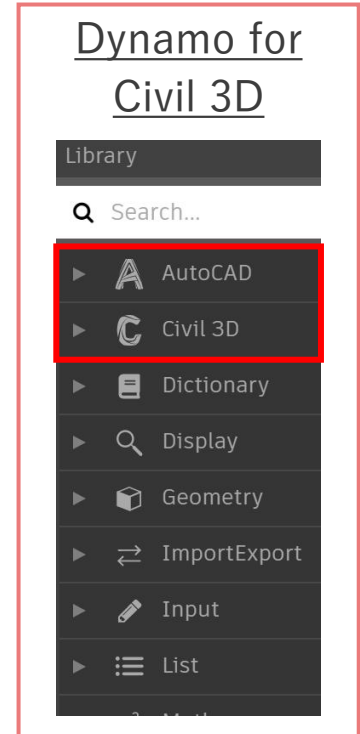 Dynamo for
Civil 3D
Library
Search...
AutoCAD
Civil 3D
Dictionary
Display
Geometry
ImportExport
Input
List